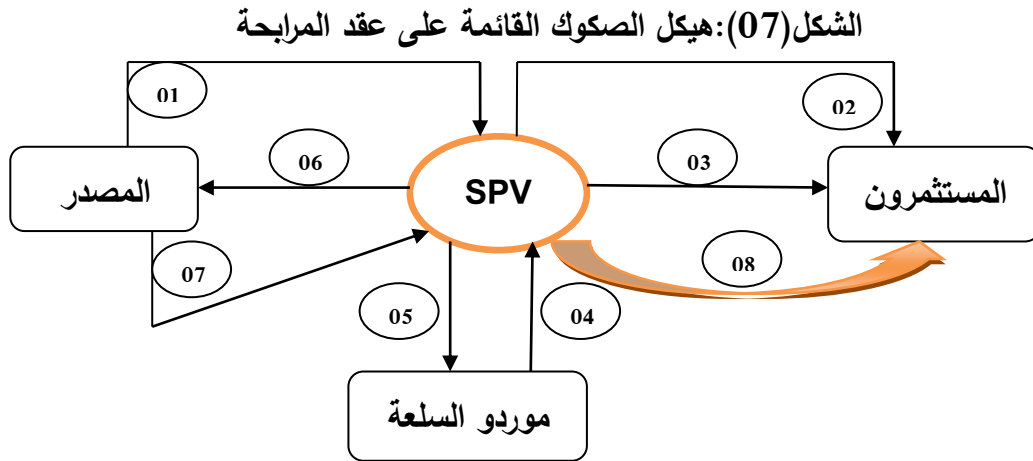 الشكل(07):هيكل الصكوك القائمة على عقد المرابحة
01
02
06
03
المصدر
SPV
المستثمرون
07
08
05
04
موردو السلعة